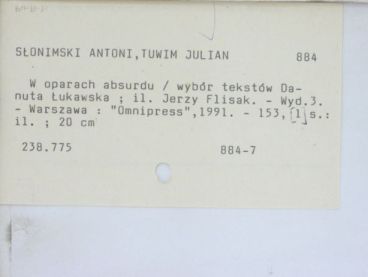 SŁONIMSKI ANTONI,TUWIM JULIAN 884
W oparach absurdu / wybór tekstów Da-
nuta Łukawska ; il. Jerzy Flisak. - Wyd.3.
- Warszawa : "Omnipress",1991. - 153,[1]s.:
il. ; 20 cm
238.775 884-7